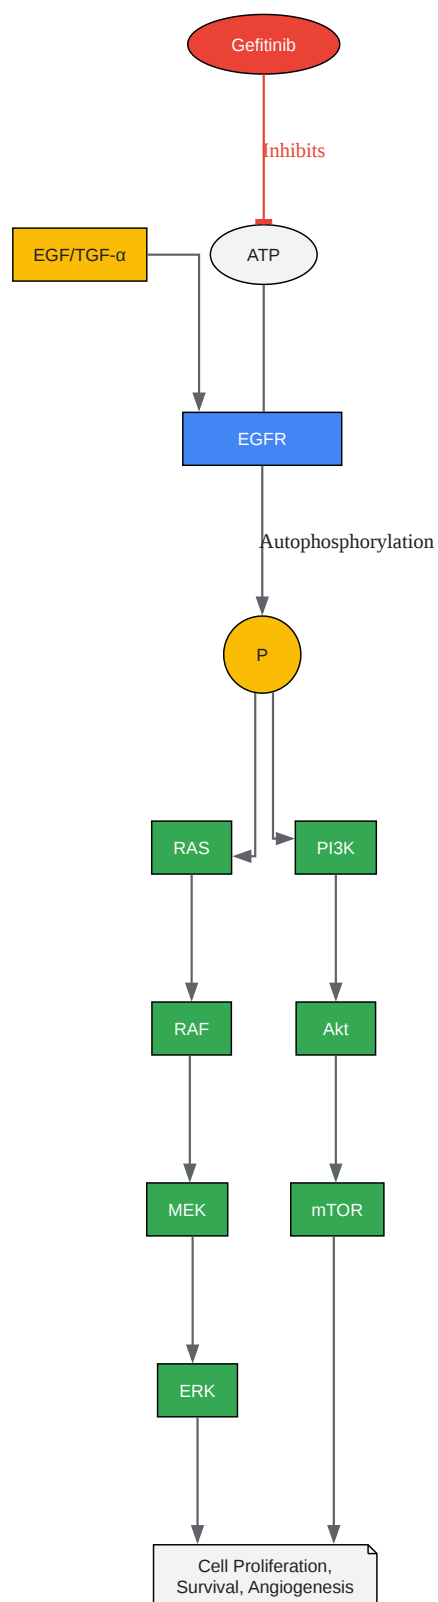 Gefitinib
Inhibits
EGF/TGF-α
ATP
EGFR
Autophosphorylation
P
RAS
PI3K
RAF
Akt
MEK
mTOR
ERK
Cell Proliferation,
Survival, Angiogenesis